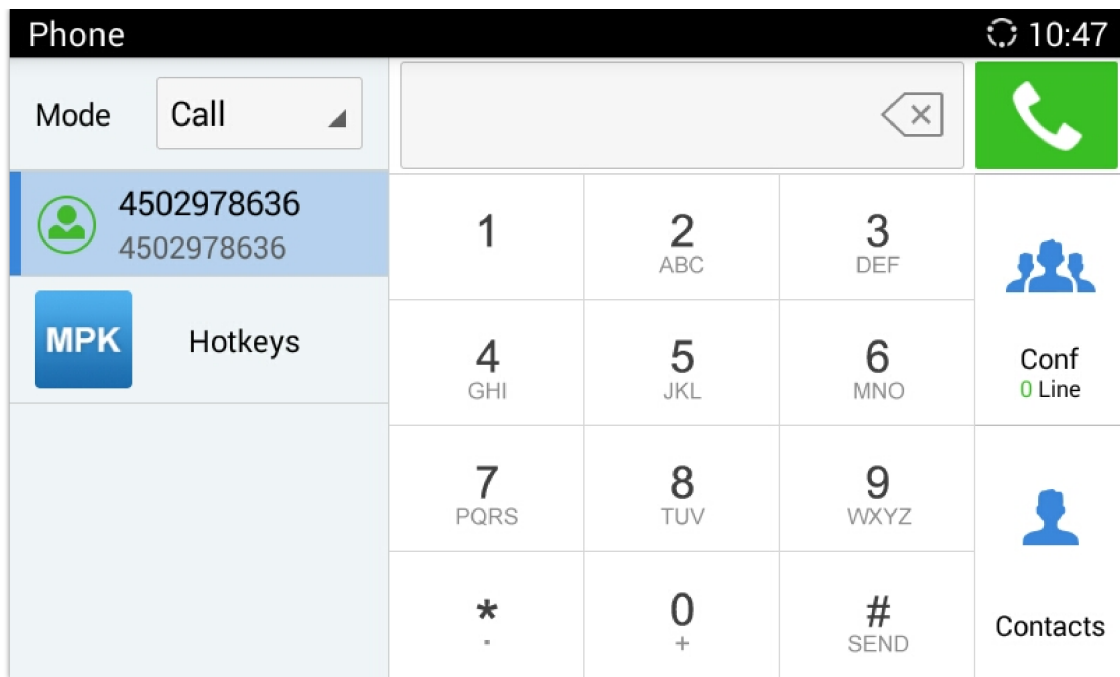 Phone
10:47
Mode
Call
4502978636
4502978636
MPK
Hotkeys
1
2
ABC
3
DEF
4
GHI
5
JKL
6
MNO
7
PQRS
8
TUV
9
WXYZ
*
.
0
+
#
SEND
Conf
0 Line
Contacts